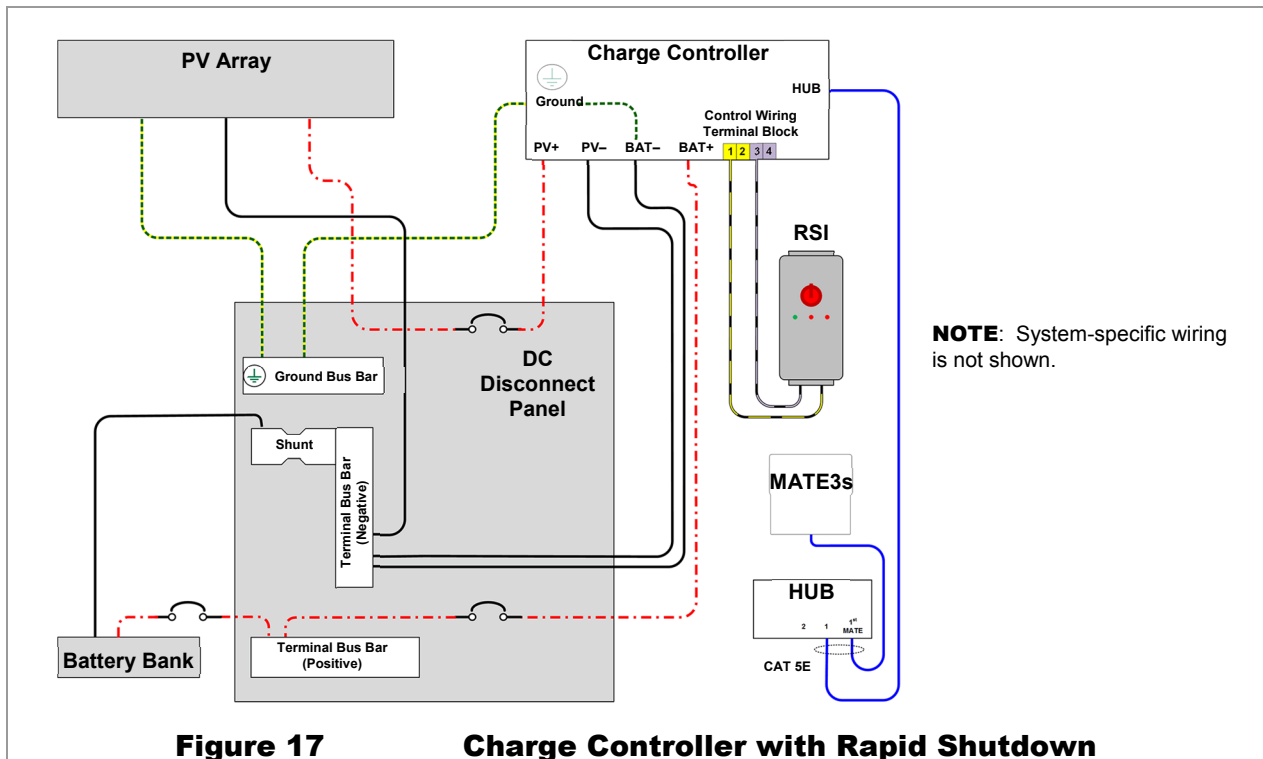 PV Array
Charge Controller
HUB
Ground
Control Wiring
Terminal Block
PV+ PV– BAT– BAT+ 1 2 3 4
RSI
NOTE: System-specific wiring
is not shown.
DC
Disconnect
Panel
Ground Bus Bar
Shunt
Terminal Bus Bar
(Negative)
MATE3s
HUB
2 1 1st
MATE
CAT 5E
Battery Bank
Terminal Bus Bar
(Positive)
Figure 17 Charge Controller with Rapid Shutdown